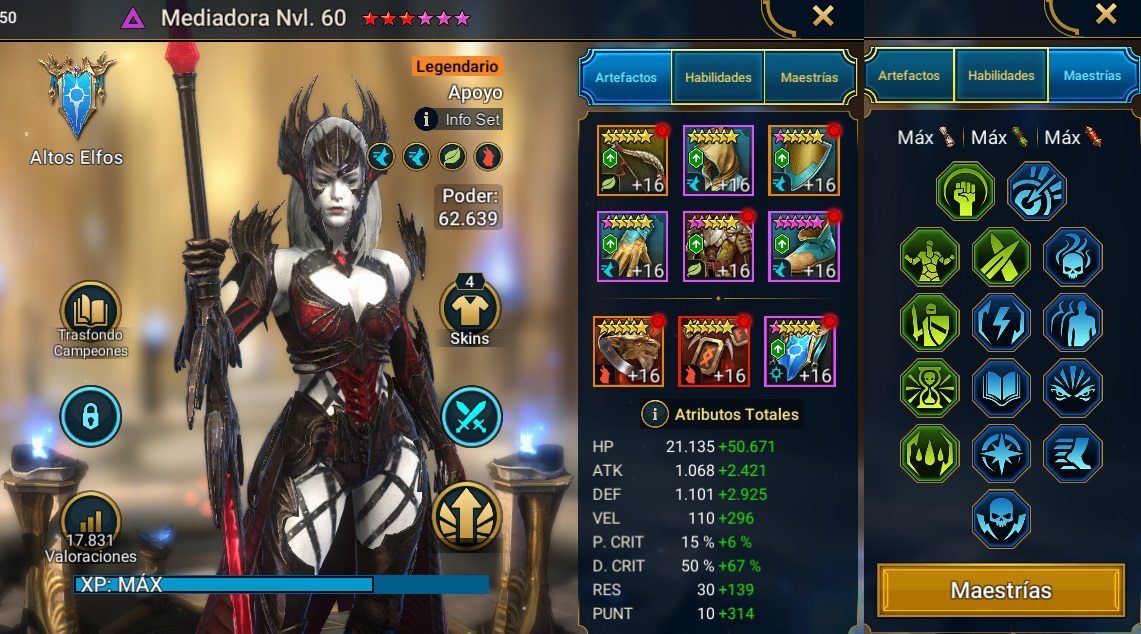 50
Mediadora Nvl. 60
Legendario
Apoyo
Info Set
Altos Elfos
Poder:
62.639
Trasfondo
Campeones
4
Skins
17.831
Valoraciones
XP: MÁX
Artefactos
Habilidades
Maestrías
+16
+16
+16
+16
+16
+16
+16
+16
+16
Atributos Totales
HP 21.135 +50.671
ATK 1.068 +2.421
DEF 1.101 +2.925
VEL 110 +296
P. CRIT 15 % +6 %
D. CRIT 50 % +67 %
RES 30 +139
PUNT 10 +314
Artefactos
Habilidades
Maestrías
Máx Máx Máx
Maestrías